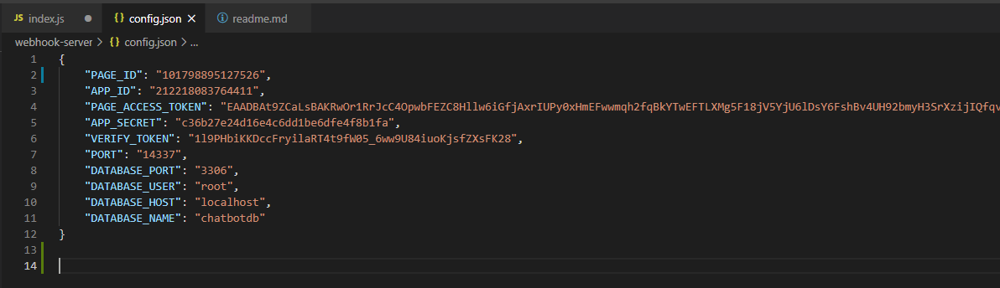 JS index.js
{} config.json
readme.md
webhook-server > {} config.json > ...
1 {
2 "PAGE_ID": "101798895127526",
3 "APP_ID": "212218083764411",
4 "PAGE_ACCESS_TOKEN": "EAADBAt9ZCaLsBAKRwOr1RrJcC4OpwbFEZC8Hllw6iGfjAxrIUPy0xHmEFwwmqh2fqBkYTwEFTLXMg5F18jV5YjU6lDsY6FshBv4UH92bmyH3SrXzijIQfqv
5 "APP_SECRET": "c36b27e24d16e4c6dd1be6dfe4f8b1fa",
6 "VERIFY_TOKEN": "1l9PHbiKKDccFryilaRT4t9fW05_6ww9U84iuoKjsfZXsFK28",
7 "PORT": "14337",
8 "DATABASE_PORT": "3306",
9 "DATABASE_USER": "root",
10 "DATABASE_HOST": "localhost",
11 "DATABASE_NAME": "chatbotdb"
12 }
13
14